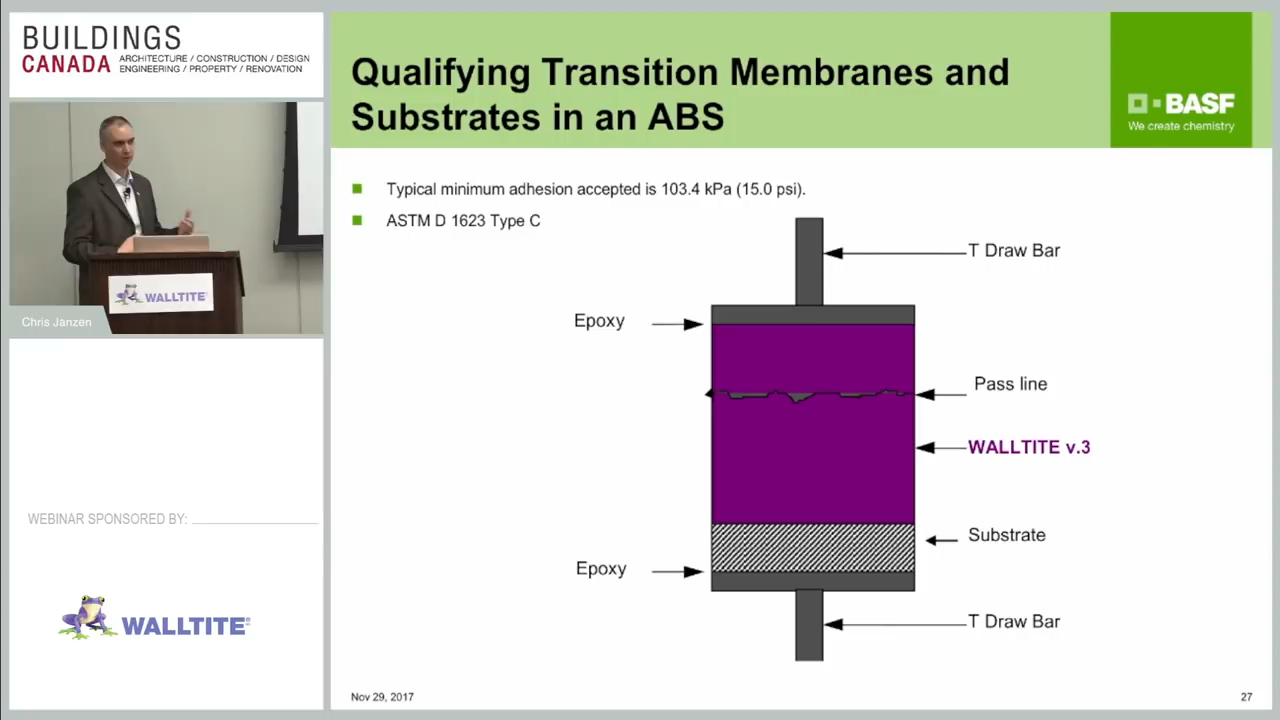 BUILDINGS
CANADA
ARCHITECTURE / CONSTRUCTION / DESIGN
ENGINEERING / PROPERTY / RENOVATION
WALLTITE
Chris Janzen
WEBINAR SPONSORED BY:
WALLTITE®
Qualifying Transition Membranes and
Substrates in an ABS
BASF
We create chemistry
Typical minimum adhesion accepted is 103.4 kPa (15.0 psi).
ASTM D 1623 Type C
T Draw Bar
Epoxy
Pass line
WALLTITE v.3
Substrate
Epoxy
T Draw Bar
Nov 29, 2017
27